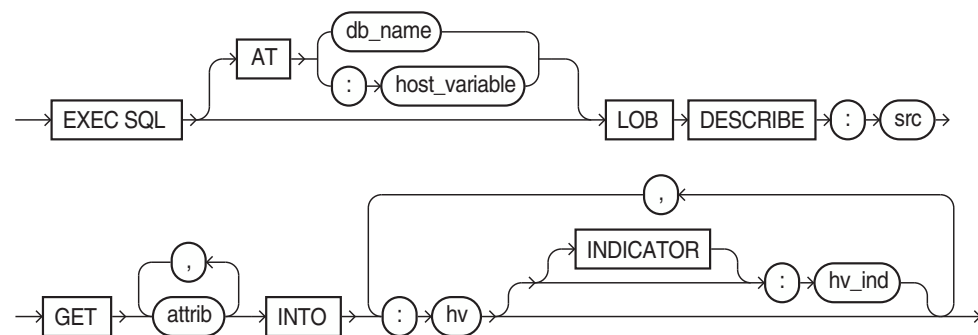 db_name
AT
: host_variable
EXEC SQL LOB DESCRIBE : src
,
INDICATOR
, : hv_ind
GET attrib INTO : hv